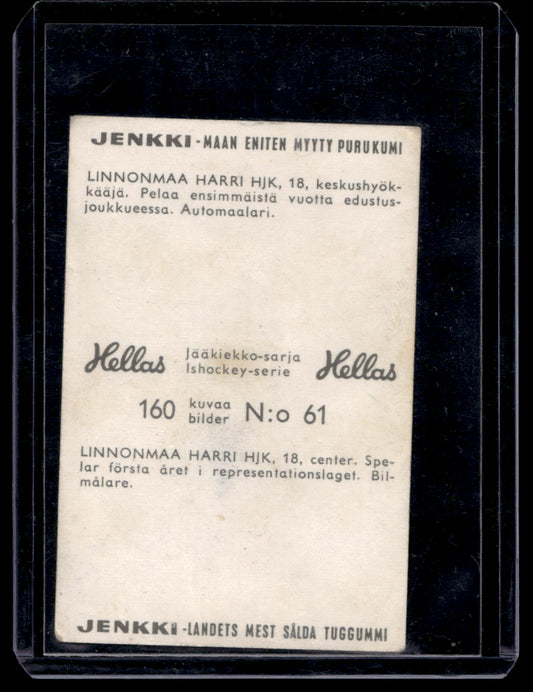 JENKKI - MAAN ENITEN MYYTY PURUKUMI
LINNONMAA HARRI HJK, 18, keskushyök-
kääjä. Pelaa ensimmäistä vuotta edustus-
joukkueessa. Automaalari.
Hellas Jääkiekko-sarja Hellas
Ishockey-serie
160 kuvaa N:o 61
bilder
LINNONMAA HARRI HJK, 18, center. Spe-
lar första året i representationslaget. Bil-
målare.
JENKKI - LANDETS MEST SÅLDA TUGGUMMI